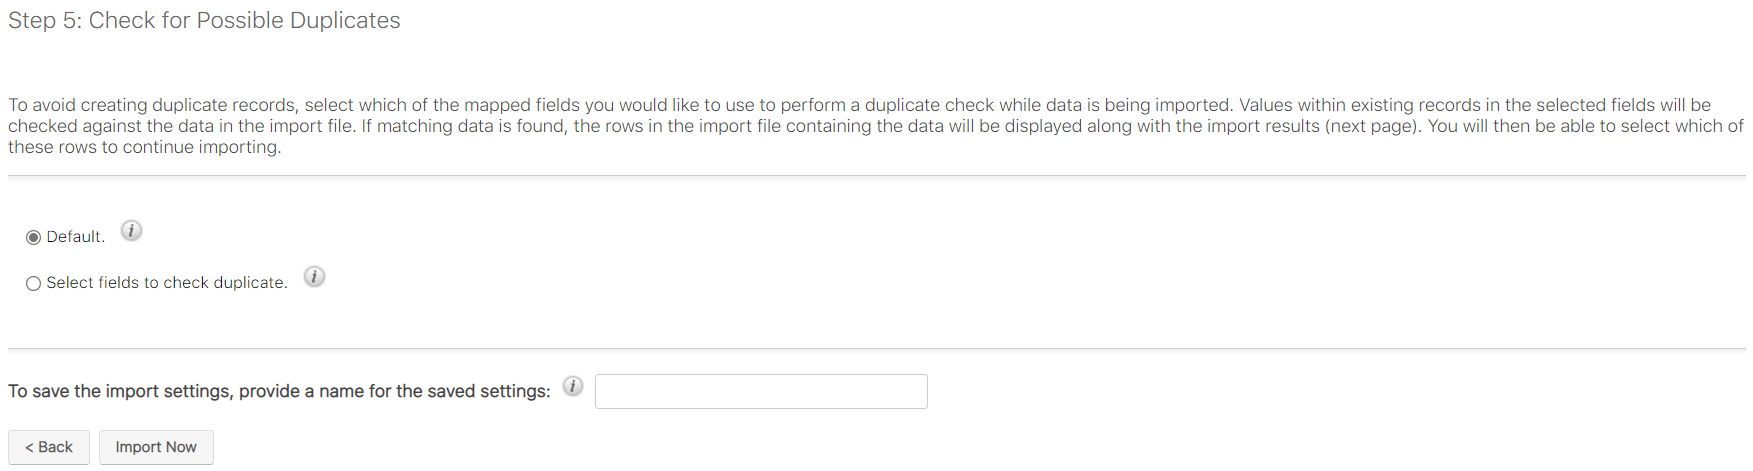 Step 5: Check for Possible Duplicates
To avoid creating duplicate records, select which of the mapped fields you would like to use to perform a duplicate check while data is being imported. Values within existing records in the selected fields will be
checked against the data in the import file. If matching data is found, the rows in the import file containing the data will be displayed along with the import results (next page). You will then be able to select which of
these rows to continue importing.
Default. i
Select fields to check duplicate. i
To save the import settings, provide a name for the saved settings: i
< Back Import Now